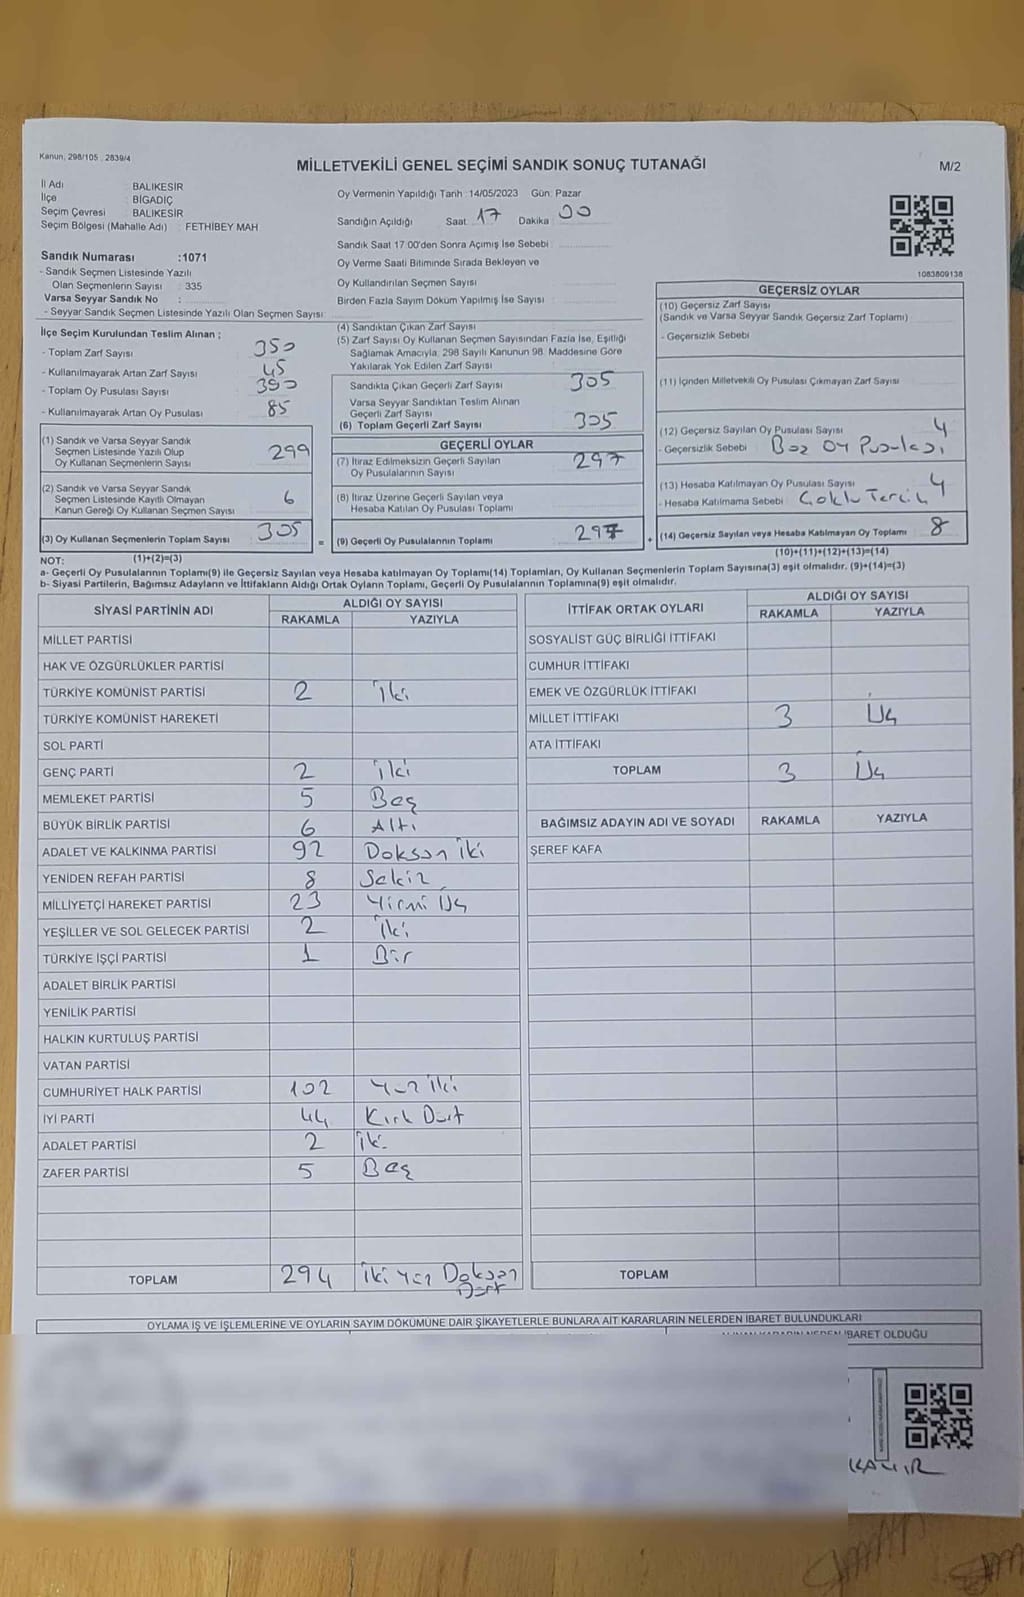 Kanun, 298/105 , 2839/4
MİLLETVEKİLİ GENEL SEÇİMİ SANDIK SONUÇ TUTANAĞI
M/2
İl Adı BALIKESİR
İlçe BİGADİÇ
Seçim Çevresi BALIKESİR
Seçim Bölgesi (Mahalle Adı) : FETHİBEY MAH
Sandık Numarası :1071
- Sandık Seçmen Listesinde Yazılı
Olan Seçmenlerin Sayısı : 335
Varsa Seyyar Sandık No :
- Seyyar Sandık Seçmen Listesinde Yazılı Olan Seçmen Sayısı:
Oy Vermenin Yapıldığı Tarih :14/05/2023 Gün: Pazar
Sandığın Açıldığı Saat 17 Dakika 00
Sandık Saat 17:00'den Sonra Açımış İse Sebebi :
Oy Verme Saati Bitiminde Sırada Bekleyen ve
Oy Kullandırılan Seçmen Sayısı :
Birden Fazla Sayım Döküm Yapılmış İse Sayısı :
1083809138
İlçe Seçim Kurulundan Teslim Alınan ;
- Toplam Zarf Sayısı 350
- Kullanılmayarak Artan Zarf Sayısı 45
- Toplam Oy Pusulası Sayısı 390
- Kullanılmayarak Artan Oy Pusulası 85
(1) Sandık ve Varsa Seyyar Sandık
Seçmen Listesinde Yazılı Olup
Oy Kullanan Seçmenlerin Sayısı 299
(2) Sandık ve Varsa Seyyar Sandık
Seçmen Listesinde Kayıtlı Olmayan
Kanun Gereği Oy Kullanan Seçmen Sayısı 6
(3) Oy Kullanan Seçmenlerin Toplam Sayısı 305
(1)+(2)=(3)
(4) Sandıktan Çıkan Zarf Sayısı :
(5) Zarf Sayısı Oy Kullanan Seçmen Sayısından Fazla İse, Eşitliği
Sağlamak Amacıyla, 298 Sayılı Kanunun 98. Maddesine Göre
Yakılarak Yok Edilen Zarf Sayısı
Sandıkta Çıkan Geçerli Zarf Sayısı 305
Varsa Seyyar Sandıktan Teslim Alınan
Geçerli Zarf Sayısı
(6) Toplam Geçerli Zarf Sayısı 305
GEÇERLİ OYLAR
(7) İtiraz Edilmeksizin Geçerli Sayılan
Oy Pusulalarının Sayısı 297
(8) İtiraz Üzerine Geçerli Sayılan veya
Hesaba Katılan Oy Pusulası Toplamı
= (9) Geçerli Oy Pusulalarının Toplamı 297 +
GEÇERSİZ OYLAR
(10) Geçersiz Zarf Sayısı
(Sandık ve Varsa Seyyar Sandık Geçersiz Zarf Toplamı)
- Geçersizlik Sebebi
(11) İçinden Milletvekili Oy Pusulası Çıkmayan Zarf Sayısı
(12) Geçersiz Sayılan Oy Pusulası Sayısı 4
- Geçersizlik Sebebi : Boz Oy Pusulası
(13) Hesaba Katılmayan Oy Pusulası Sayısı 4
- Hesaba Katılmama Sebebi : Çoklu Tercih
(14) Geçersiz Sayılan veya Hesaba Katılmayan Oy Toplamı 8
(10)+(11)+(12)+(13)=(14)
NOT:
a- Geçerli Oy Pusulalarının Toplamı(9) ile Geçersiz Sayılan veya Hesaba katılmayan Oy Toplamı(14) Toplamları, Oy Kullanan Seçmenlerin Toplam Sayısına(3) eşit olmalıdır. (9)+(14)=(3)
b- Siyasi Partilerin, Bağımsız Adayların ve İttifakların Aldığı Ortak Oyların Toplamı, Geçerli Oy Pusulalarının Toplamına(9) eşit olmalıdır.
SİYASİ PARTİNİN ADI ALDIĞI OY SAYISI
RAKAMLA YAZIYLA
MİLLET PARTİSİ
HAK VE ÖZGÜRLÜKLER PARTİSİ
TÜRKİYE KOMÜNİST PARTİSİ 2 İki
TÜRKİYE KOMÜNİST HAREKETİ
SOL PARTİ
GENÇ PARTİ 2 İki
MEMLEKET PARTİSİ 5 Beş
BÜYÜK BİRLİK PARTİSİ 6 Altı
ADALET VE KALKINMA PARTİSİ 92 Doksan İki
YENİDEN REFAH PARTİSİ 8 Sekiz
MİLLİYETÇİ HAREKET PARTİSİ 23 Yirmi Üç
YEŞİLLER VE SOL GELECEK PARTİSİ 2 İki
TÜRKİYE İŞÇİ PARTİSİ 1 Bir
ADALET BİRLİK PARTİSİ
YENİLİK PARTİSİ
HALKIN KURTULUŞ PARTİSİ
VATAN PARTİSİ
CUMHURİYET HALK PARTİSİ 102 Yüz İki
İYİ PARTİ 44 Kırk Dört
ADALET PARTİSİ 2 İki
ZAFER PARTİSİ 5 Beş
TOPLAM 294 İki Yüz Doksan
Dört
İTTİFAK ORTAK OYLARI ALDIĞI OY SAYISI
RAKAMLA YAZIYLA
SOSYALİST GÜÇ BİRLİĞİ İTTİFAKI
CUMHUR İTTİFAKI
EMEK VE ÖZGÜRLÜK İTTİFAKI
MİLLET İTTİFAKI 3 Üç
ATA İTTİFAKI
TOPLAM 3 Üç
BAĞIMSIZ ADAYIN ADI VE SOYADI RAKAMLA YAZIYLA
ŞEREF KAFA
TOPLAM
OYLAMA İŞ VE İŞLEMLERİNE VE OYLARIN SAYIM DÖKÜMÜNE DAİR ŞİKAYETLERLE BUNLARA AİT KARARLARIN NELERDEN İBARET BULUNDUKLARI
İBARET OLDUĞU